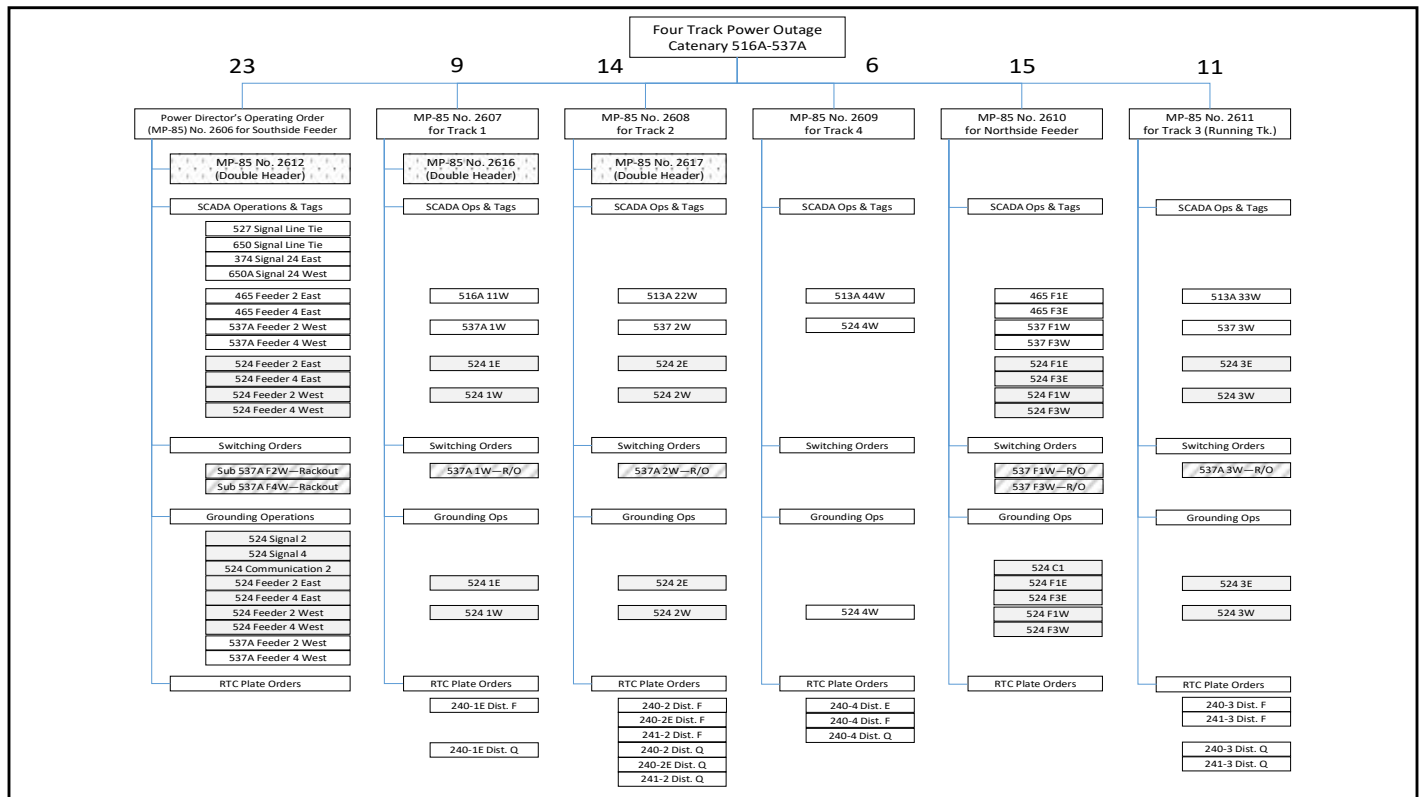 Four Track Power Outage
Catenary 516A-537A
23
9
14
6
15
11
Power Director's Operating Order
(MP-85) No. 2606 for Southside Feeder
MP-85 No. 2612
(Double Header)
SCADA Operations & Tags
527 Signal Line Tie
650 Signal Line Tie
374 Signal 24 East
650A Signal 24 West
465 Feeder 2 East
465 Feeder 4 East
537A Feeder 2 West
537A Feeder 4 West
524 Feeder 2 East
524 Feeder 4 East
524 Feeder 2 West
524 Feeder 4 West
Switching Orders
Sub 537A F2W—Rackout
Sub 537A F4W—Rackout
Grounding Operations
524 Signal 2
524 Signal 4
524 Communication 2
524 Feeder 2 East
524 Feeder 4 East
524 Feeder 2 West
524 Feeder 4 West
537A Feeder 2 West
537A Feeder 4 West
RTC Plate Orders
MP-85 No. 2607
for Track 1
MP-85 No. 2616
(Double Header)
SCADA Ops & Tags
516A 11W
537A 1W
524 1E
524 1W
Switching Orders
537A 1W—R/O
Grounding Ops
524 1E
524 1W
RTC Plate Orders
240-1E Dist. F
240-1E Dist. Q
MP-85 No. 2608
for Track 2
MP-85 No. 2617
(Double Header)
SCADA Ops & Tags
513A 22W
537 2W
524 2E
524 2W
Switching Orders
537A 2W—R/O
Grounding Ops
524 2E
524 2W
RTC Plate Orders
240-2 Dist. F
240-2E Dist. F
241-2 Dist. F
240-2 Dist. Q
240-2E Dist. Q
241-2 Dist. Q
MP-85 No. 2609
for Track 4
SCADA Ops & Tags
513A 44W
524 4W
Switching Orders
Grounding Ops
524 4W
RTC Plate Orders
240-4 Dist. E
240-4 Dist. F
240-4 Dist. Q
MP-85 No. 2610
for Northside Feeder
SCADA Ops & Tags
465 F1E
465 F3E
537 F1W
537 F3W
524 F1E
524 F3E
524 F1W
524 F3W
Switching Orders
537 F1W—R/O
537 F3W—R/O
Grounding Ops
524 C1
524 F1E
524 F3E
524 F1W
524 F3W
RTC Plate Orders
MP-85 No. 2611
for Track 3 (Running Tk.)
SCADA Ops & Tags
513A 33W
537 3W
524 3E
524 3W
Switching Orders
537A 3W—R/O
Grounding Ops
524 3E
524 3W
RTC Plate Orders
240-3 Dist. F
241-3 Dist. F
240-3 Dist. Q
241-3 Dist. Q